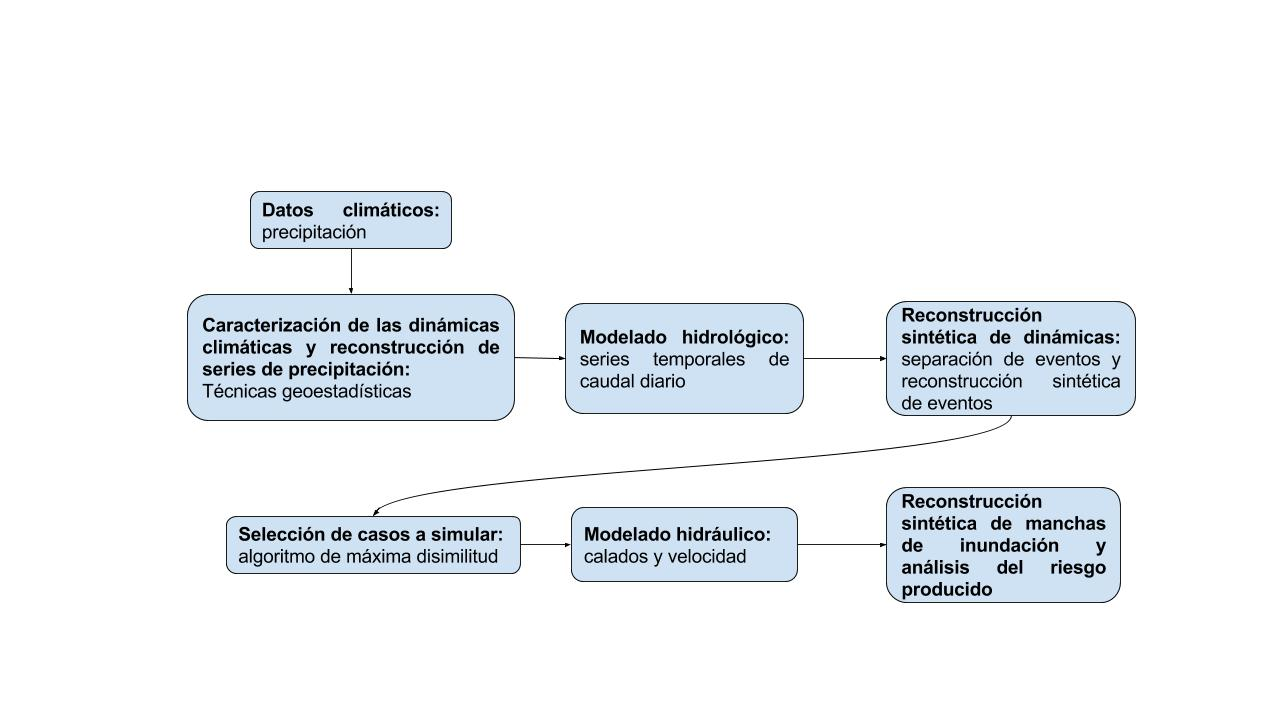 Datos climáticos:
precipitación
Caracterización de las dinámicas
climáticas y reconstrucción de
series de precipitación:
Técnicas geoestadísticas
Modelado hidrológico:
series temporales de
caudal diario
Reconstrucción
sintética de dinámicas:
separación de eventos y
reconstrucción sintética
de eventos
Selección de casos a simular:
algoritmo de máxima disimilitud
Modelado hidráulico:
calados y velocidad
Reconstrucción
sintética de manchas
de inundación y
análisis del riesgo
producido